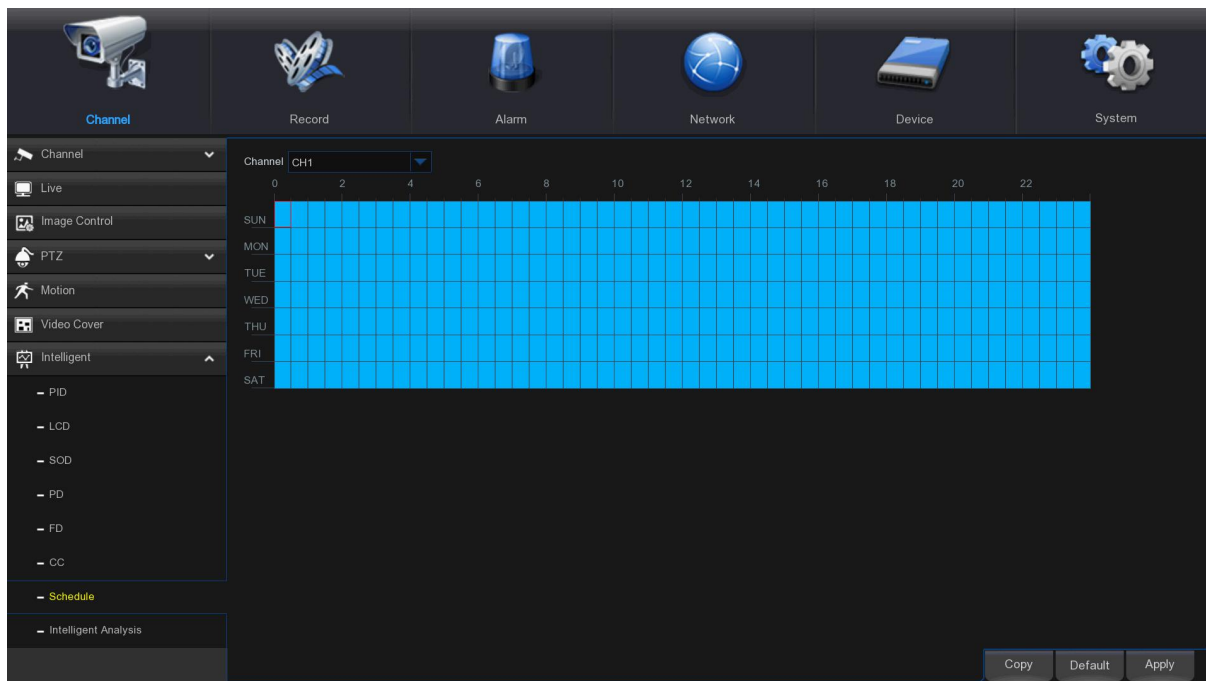 Channel Record Alarm Network Device System
Channel
Live
Image Control
PTZ
Motion
Video Cover
Intelligent
PID
LCD
SOD
PD
FD
CC
Schedule
Intelligent Analysis
Channel CH1
0 2 4 6 8 10 12 14 16 18 20 22
SUN
MON
TUE
WED
THU
FRI
SAT
Copy Default Apply